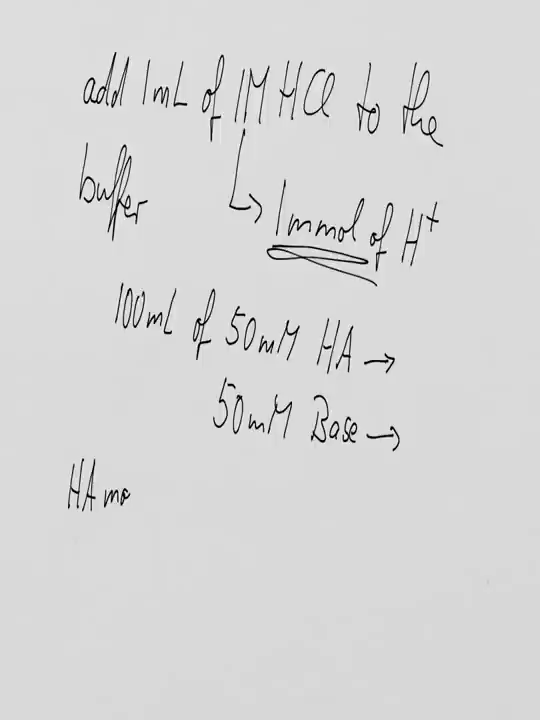 add 1mL of 1M HCl to the
buffer ↳ 1mmol of H⁺
100mL of 50mM HA →
50mM Base →
HA mo